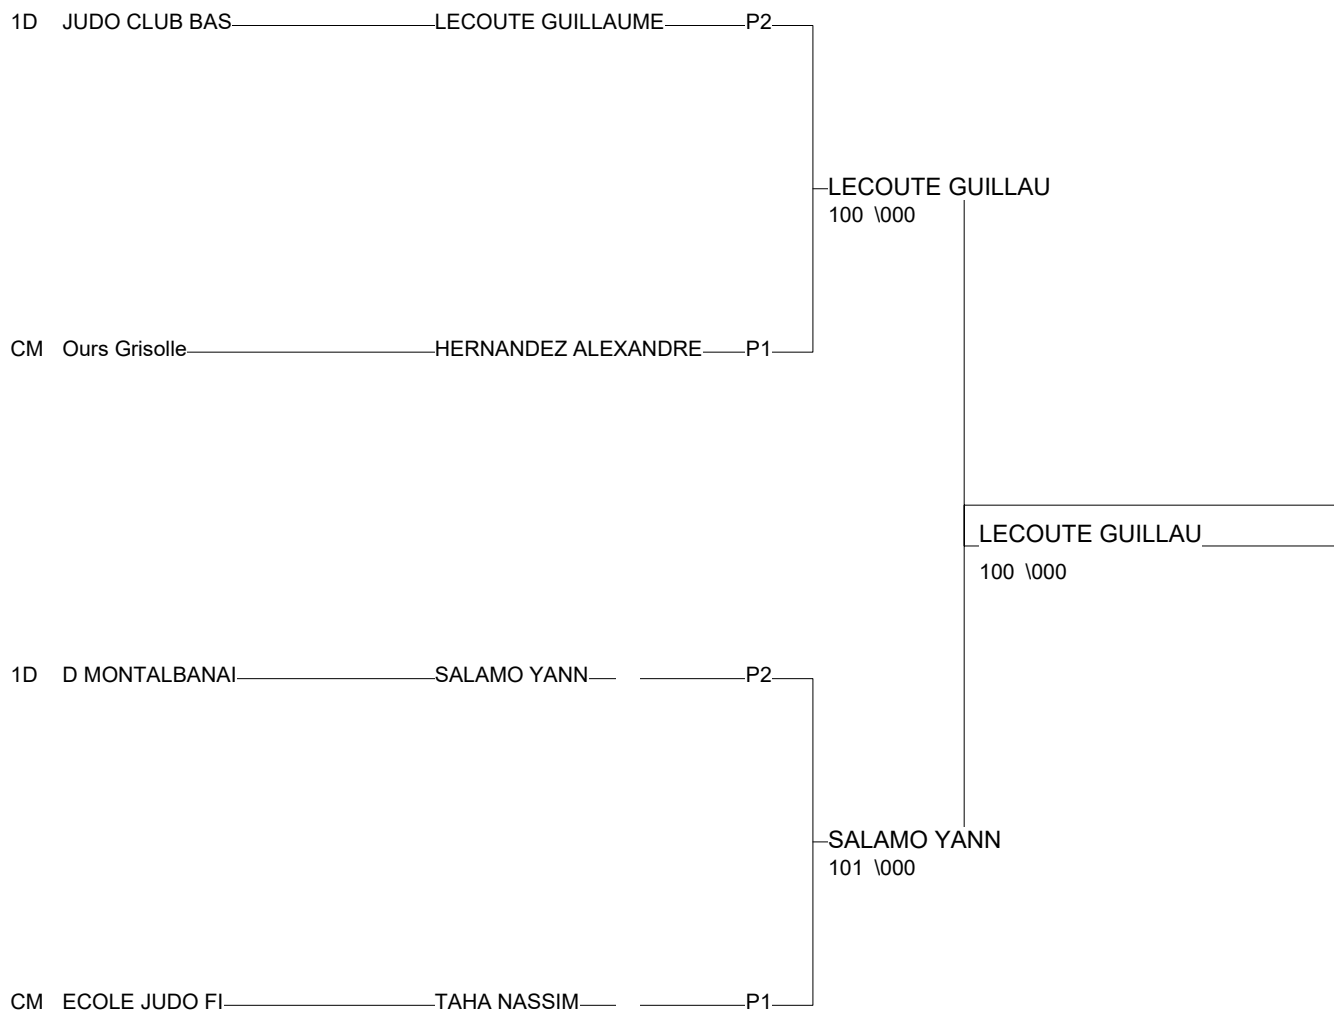 1D JUDO CLUB BAS LECOUTE GUILLAUME P2
LECOUTE GUILLAU
100 \000
CM Ours Grisolle HERNANDEZ ALEXANDRE P1
LECOUTE GUILLAU
100 \000
1D D MONTALBANAI SALAMO YANN P2
SALAMO YANN
101 \000
CM ECOLE JUDO FI TAHA NASSIM P1